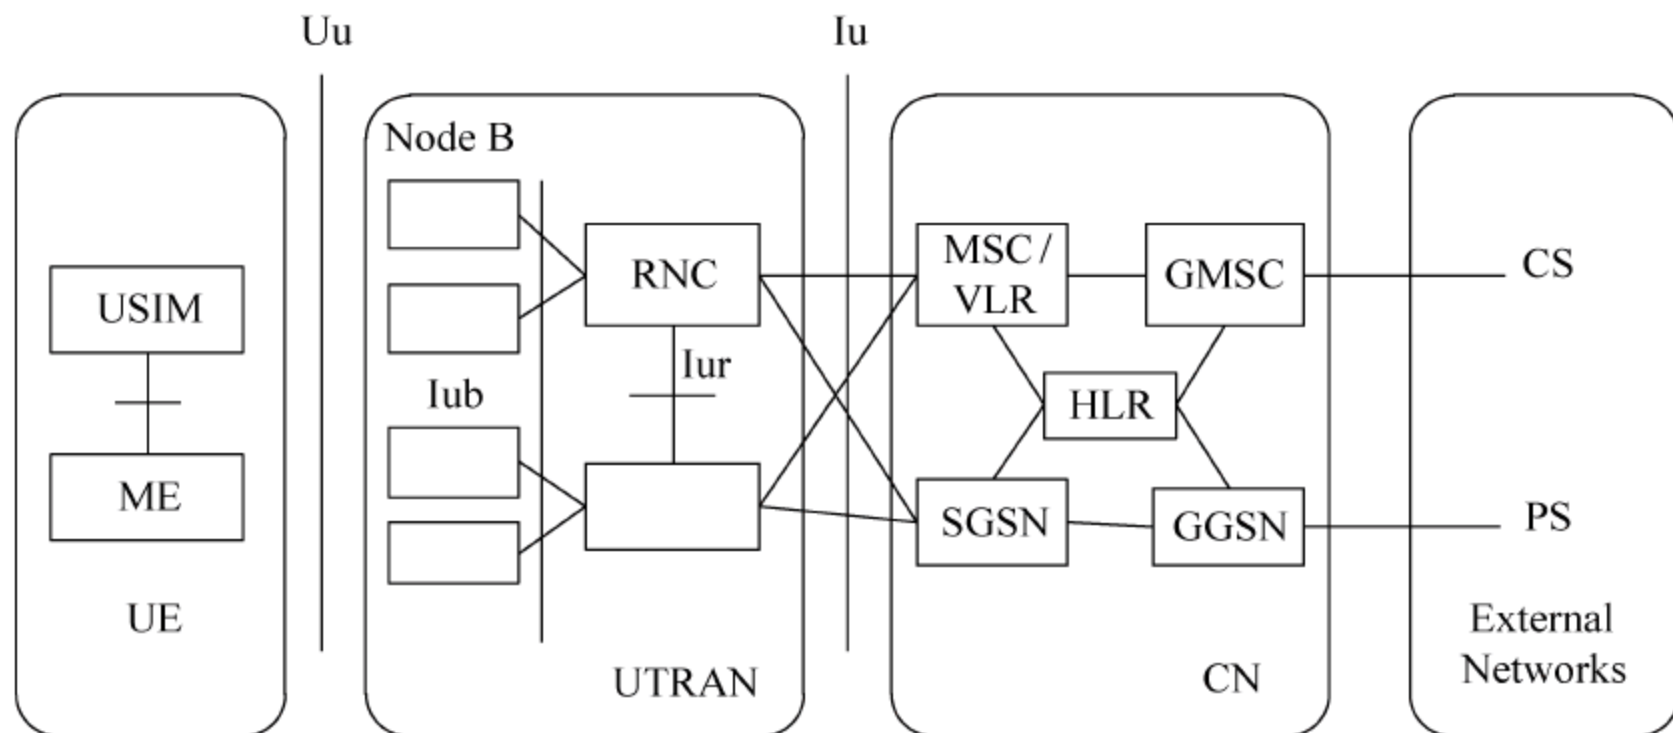 Uu
Iu
Node B
USIM
RNC
MSC /
VLR
GMSC
CS
Iur
Iub
HLR
ME
SGSN
GGSN
PS
UE
UTRAN
CN
External
Networks